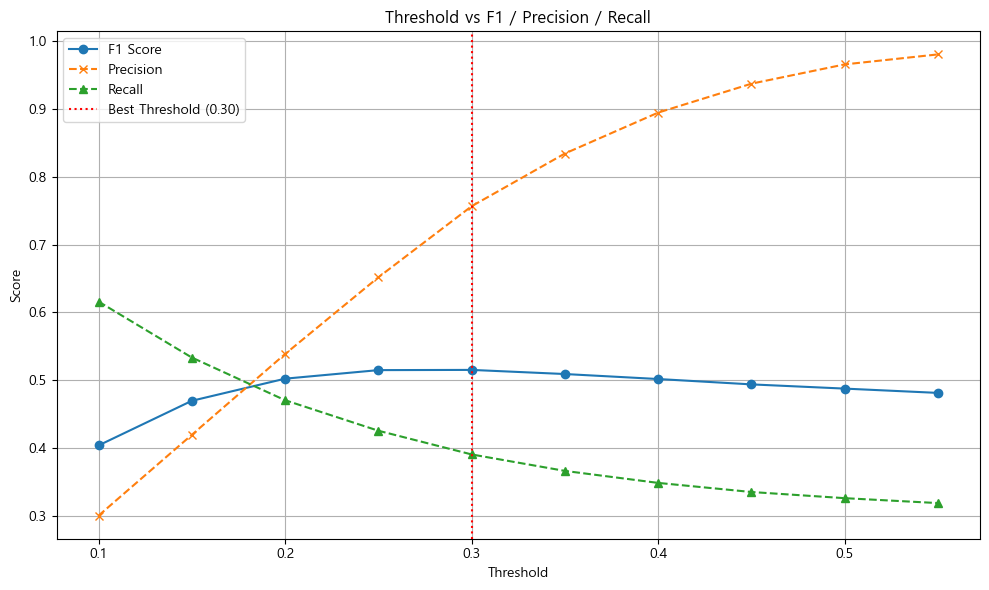 Threshold vs F1 / Precision / Recall
F1 Score
Precision
Recall
Best Threshold (0.30)
Score
1.0
0.9
0.8
0.7
0.6
0.5
0.4
0.3
0.1 0.2 0.3 0.4 0.5
Threshold